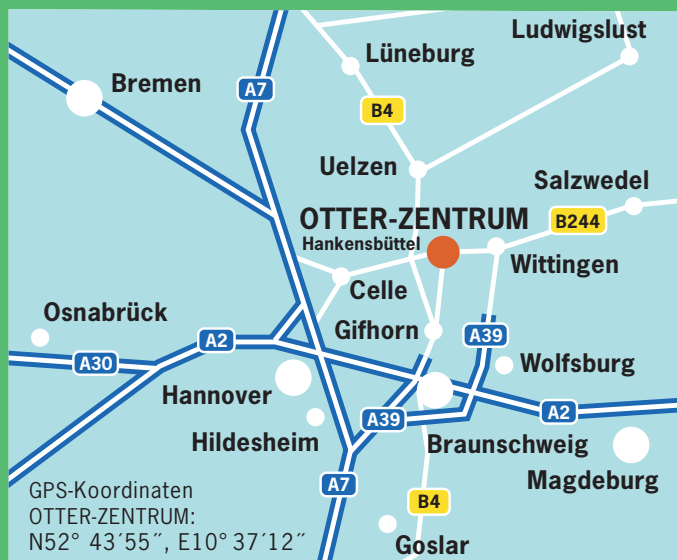 Ludwigslust
Lüneburg
Bremen
A7
B4
Uelzen
Salzwedel
OTTER-ZENTRUM
B244
Hankensbüttel
Wittingen
Celle
Osnabrück
Gifhorn
A39
A2
A30
Wolfsburg
Hannover
A2
A39
Hildesheim
Braunschweig
Magdeburg
A7
B4
Goslar
GPS-Koordinaten
OTTER-ZENTRUM:
N52° 43´55˝, E10° 37´12˝